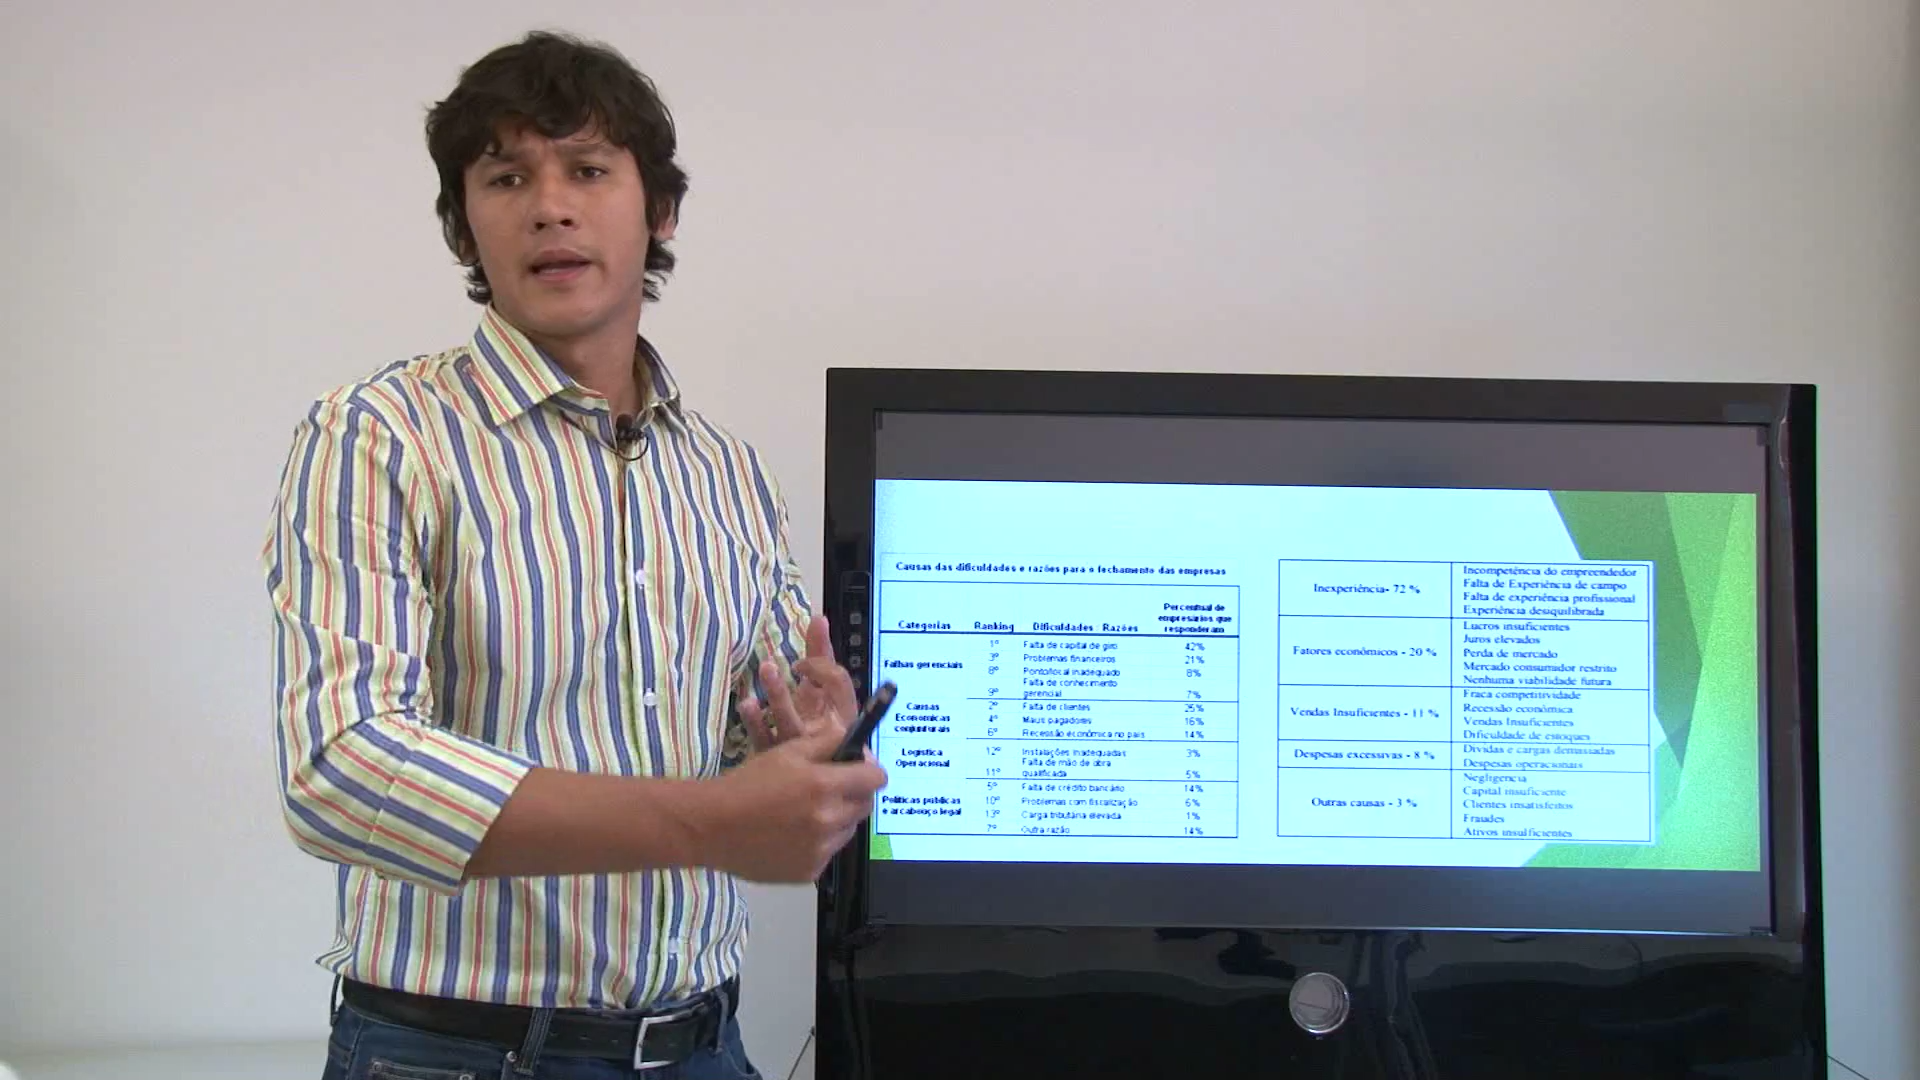 Causas das dificuldades e razões para o fechamento das empresas
Categorias Ranking Dificuldades / Razões Percentual de empresários que responderam
Falhas gerenciais
1º Falta de capital de giro 42%
3º Problemas financeiros 21%
8º Ponto/local inadequado 8%
9º Falta de conhecimento gerencial 7%
Causas Econômicas conjunturais
2º Falta de clientes 25%
4º Maus pagadores 16%
6º Recessão econômica no país 14%
Logística Operacional
12º Instalações inadequadas 3%
11º Falta de mão de obra qualificada 5%
Políticas públicas e arcabouço legal
5º Falta de crédito bancário 14%
10º Problemas com fiscalização 6%
13º Carga tributária elevada 1%
7º Outra razão 14%
Inexperiência- 72 %
Incompetência do empreendedor
Falta de Experiência de campo
Falta de experiência profissional
Experiência desiquilibrada
Fatores econômicos - 20 %
Lucros insuficientes
Juros elevados
Perda de mercado
Mercado consumidor restrito
Nenhuma viabilidade futura
Vendas Insuficientes - 11 %
Fraca competitividade
Recessão econômica
Vendas Insuficientes
Dificuldade de estoques
Despesas excessivas - 8 %
Dívidas e cargas demasiadas
Despesas operacionais
Outras causas - 3 %
Negligencia
Capital insuficiente
Clientes insatisfeitos
Fraudes
Ativos insuficientes